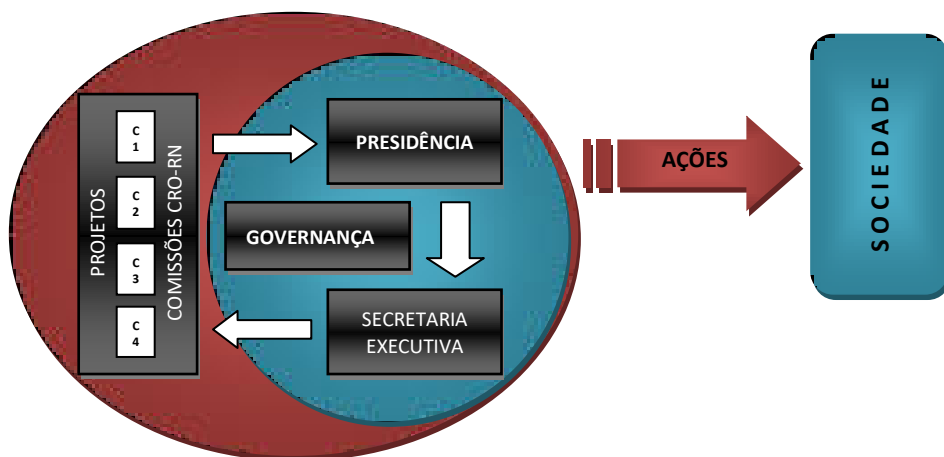 PROJETOS
C
1
C
2
C
3
C
4
COMISSÕES CRO-RN
PRESIDÊNCIA
GOVERNANÇA
SECRETARIA
EXECUTIVA
AÇÕES
SOCIEDADE